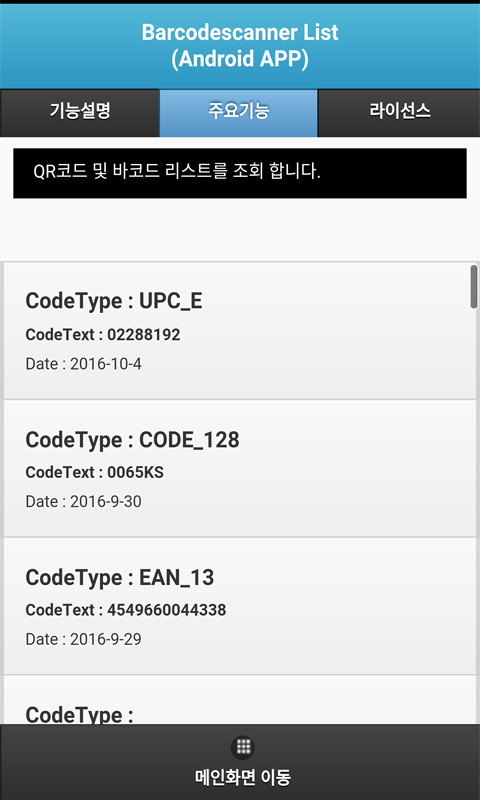 Barcodescanner List
(Android APP)
기능설명
주요기능
라이선스
QR코드 및 바코드 리스트를 조회 합니다.
CodeType : UPC_E
CodeText : 02288192
Date : 2016-10-4
CodeType : CODE_128
CodeText : 0065KS
Date : 2016-9-30
CodeType : EAN_13
CodeText : 4549660044338
Date : 2016-9-29
CodeType :
메인화면 이동